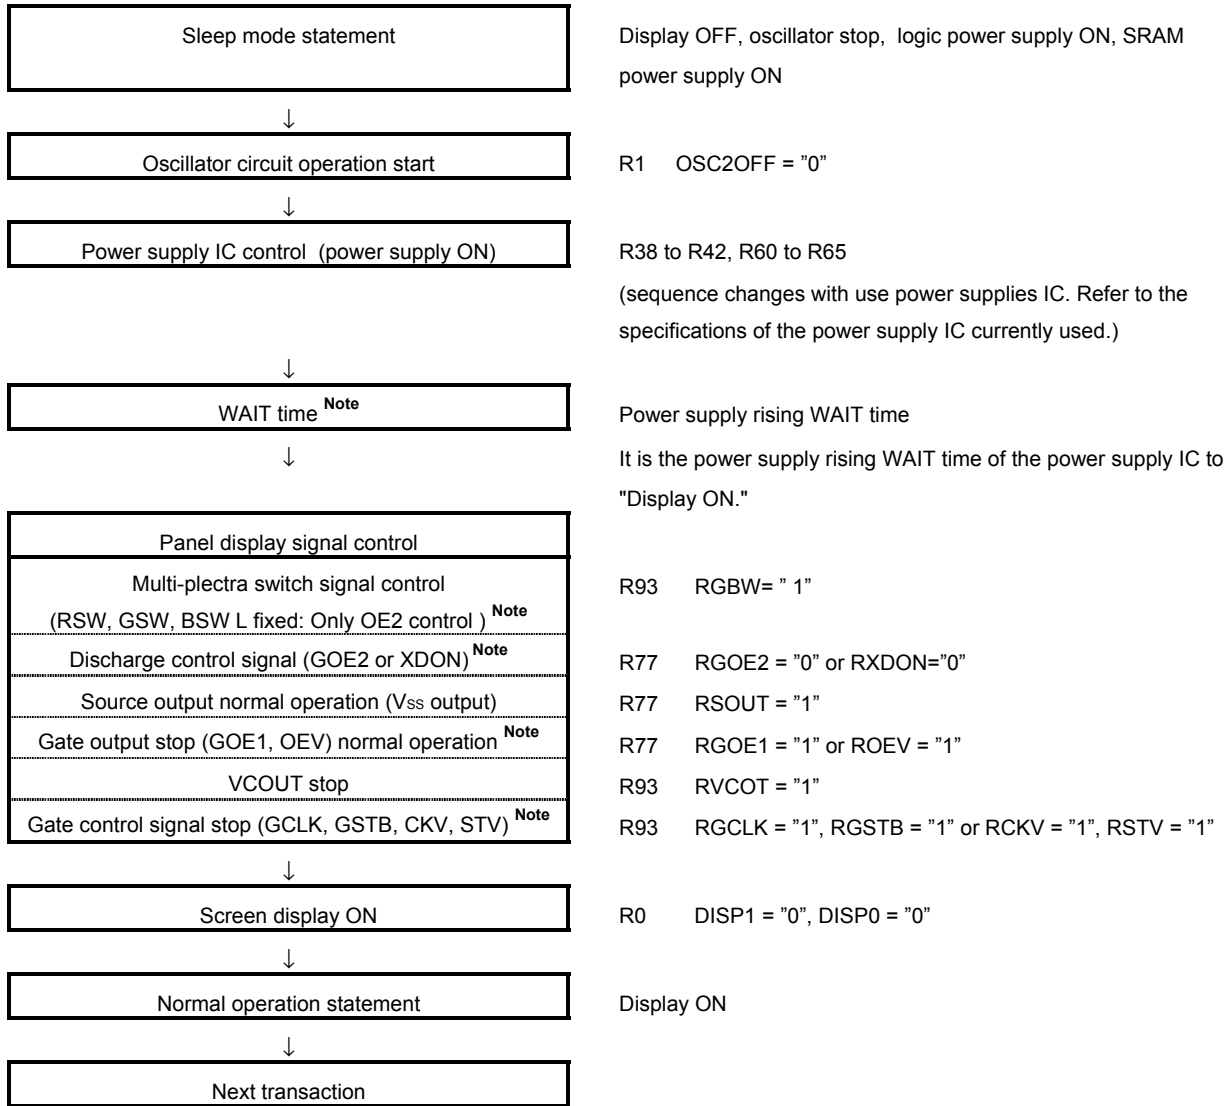 Sleep mode statement Display OFF, oscillator stop, logic power supply ON, SRAM
power supply ON
↓
Oscillator circuit operation start R1 OSC2OFF = ”0”
↓
Power supply IC control (power supply ON) R38 to R42, R60 to R65
(sequence changes with use power supplies IC. Refer to the
specifications of the power supply IC currently used.)
↓
WAIT time Note Power supply rising WAIT time
↓ It is the power supply rising WAIT time of the power supply IC to
"Display ON."
Panel display signal control
Multi-plectra switch signal control R93 RGBW= ” 1”
(RSW, GSW, BSW L fixed: Only OE2 control ) Note
Discharge control signal (GOE2 or XDON) Note R77 RGOE2 = ”0” or RXDON=”0”
Source output normal operation (VSS output) R77 RSOUT = ”1”
Gate output stop (GOE1, OEV) normal operation Note R77 RGOE1 = ”1” or ROEV = ”1”
VCOUT stop R93 RVCOT = ”1”
Gate control signal stop (GCLK, GSTB, CKV, STV) Note R93 RGCLK = ”1”, RGSTB = ”1” or RCKV = ”1”, RSTV = ”1”
↓
Screen display ON R0 DISP1 = ”0”, DISP0 = ”0”
↓
Normal operation statement Display ON
↓
Next transaction